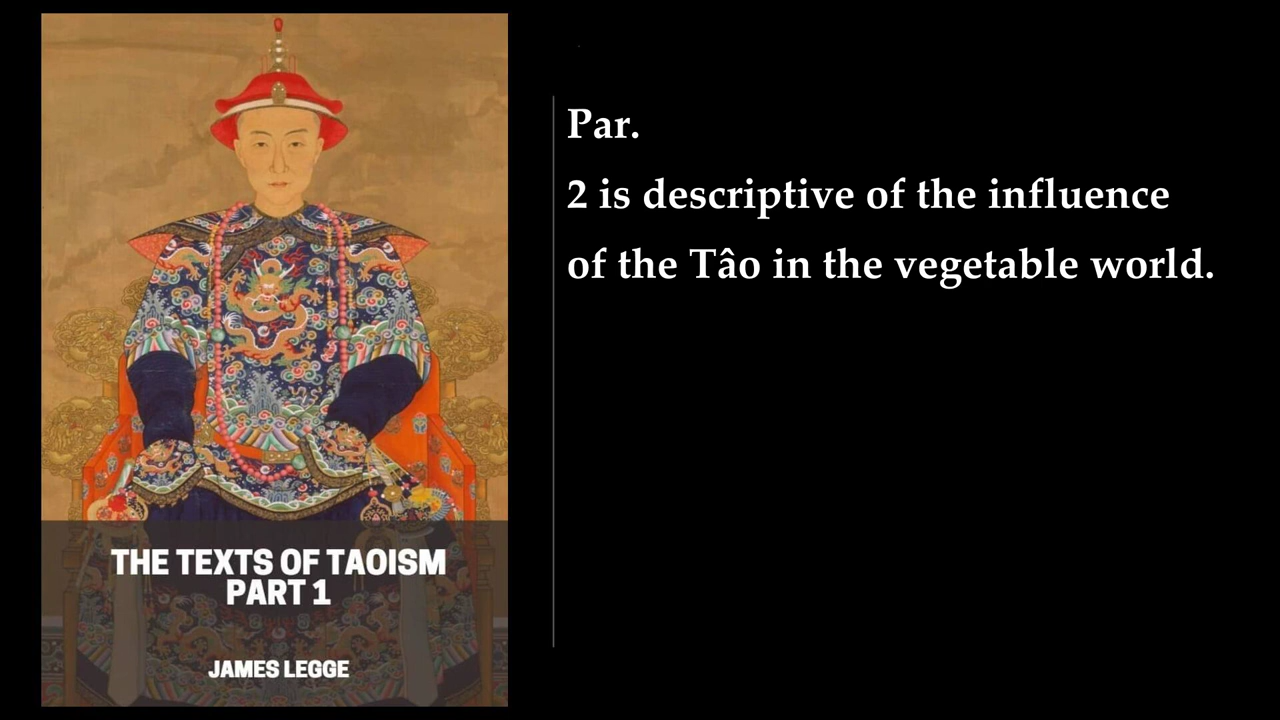 THE TEXTS OF TAOISM
PART 1
JAMES LEGGE
Par.
2 is descriptive of the influence
of the Tâo in the vegetable world.